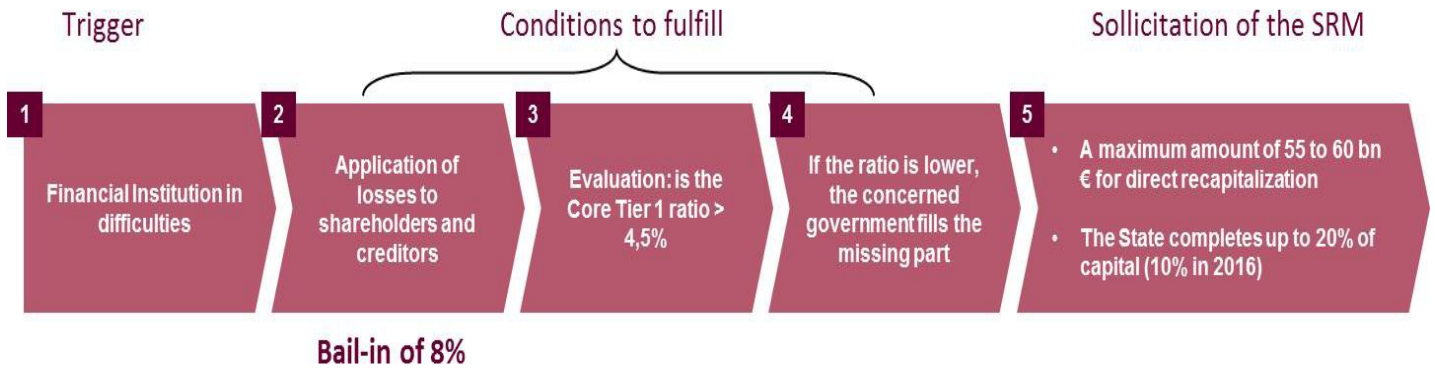 Trigger
Conditions to fulfill
Sollicitation of the SRM
1
Financial Institution in
difficulties
2
Application of
losses to
shareholders and
creditors
3
Evaluation: is the
Core Tier 1 ratio >
4,5%
4
If the ratio is lower,
the concerned
government fills the
missing part
5
• A maximum amount of 55 to 60 bn
€ for direct recapitalization
• The State completes up to 20% of
capital (10% in 2016)
Bail-in of 8%